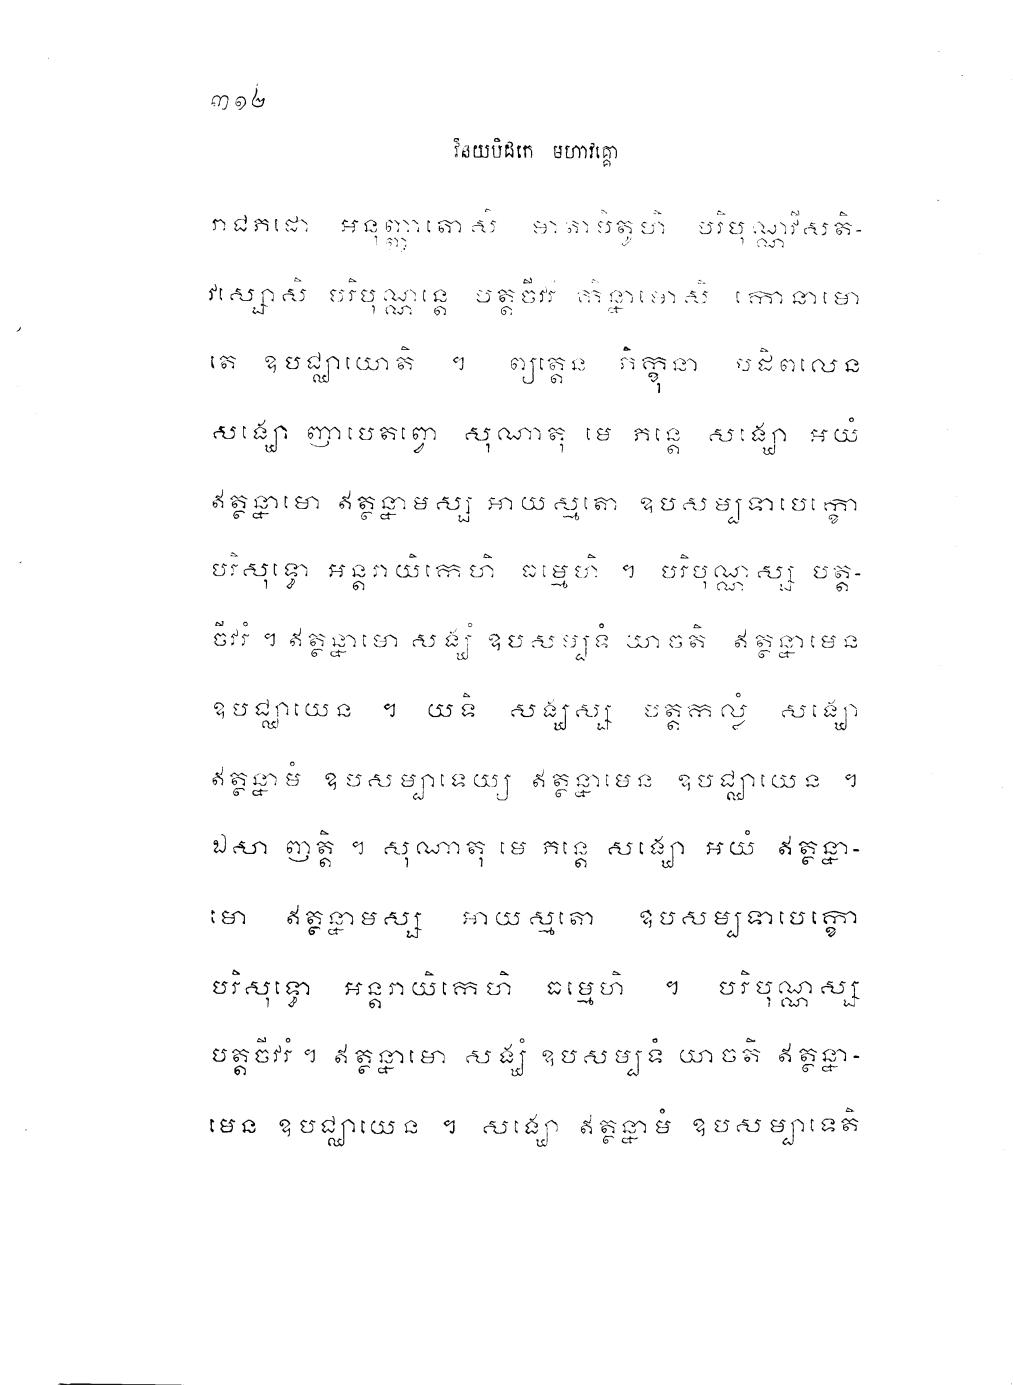 ៣១២
វិនយបិដកេ មហាវគ្គោ
រាជភដោ អនុញ្ញាតោសិ មាតាបិតូហិ បរិបុណ្ណវីសតិ-
វស្សោសិ បរិបុណ្ណន្តេ បត្តចីវរំ កិន្នាមោសិ កោនាមោ
តេ ឧបជ្ឈាយោតិ ។ ព្យត្តេន ភិក្ខុនា បដិពលេន
សង្ឃោ ញាបេតព្វោ សុណាតុ មេ ភន្តេ សង្ឃោ អយំ
ឥត្ថន្នាមោ ឥត្ថន្នាមស្ស អាយស្មតោ ឧបសម្បទាបេក្ខោ
បរិសុទ្ធោ អន្តរាយិកេហិ ធម្មេហិ ។ បរិបុណ្ណស្ស បត្ត-
ចីវរំ ។ ឥត្ថន្នាមោ សង្ឃំ ឧបសម្បទំ យាចតិ ឥត្ថន្នាមេន
ឧបជ្ឈាយេន ។ យទិ សង្ឃស្ស បត្តកល្លំ សង្ឃោ
ឥត្ថន្នាមំ ឧបសម្បាទេយ្យ ឥត្ថន្នាមេន ឧបជ្ឈាយេន ។
ឯសា ញត្តិ ។ សុណាតុ មេ ភន្តេ សង្ឃោ អយំ ឥត្ថន្នា-
មោ ឥត្ថន្នាមស្ស អាយស្មតោ ឧបសម្បទាបេក្ខោ
បរិសុទ្ធោ អន្តរាយិកេហិ ធម្មេហិ ។ បរិបុណ្ណស្ស
បត្តចីវរំ ។ ឥត្ថន្នាមោ សង្ឃំ ឧបសម្បទំ យាចតិ ឥត្ថន្នា-
មេន ឧបជ្ឈាយេន ។ សង្ឃោ ឥត្ថន្នាមំ ឧបសម្បាទេតិ